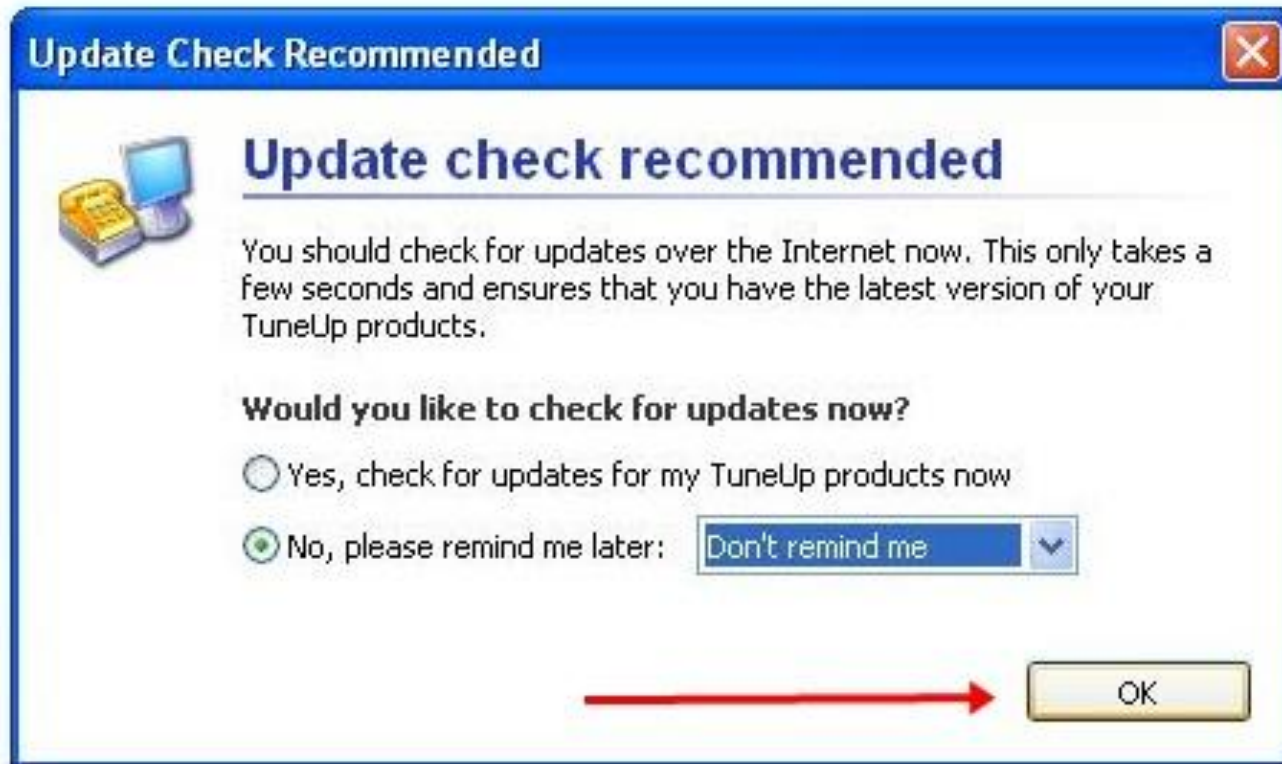 Update Check Recommended
Update check recommended
You should check for updates over the Internet now. This only takes a
few seconds and ensures that you have the latest version of your
TuneUp products.
Would you like to check for updates now?
Yes, check for updates for my TuneUp products now
No, please remind me later: Don't remind me
OK